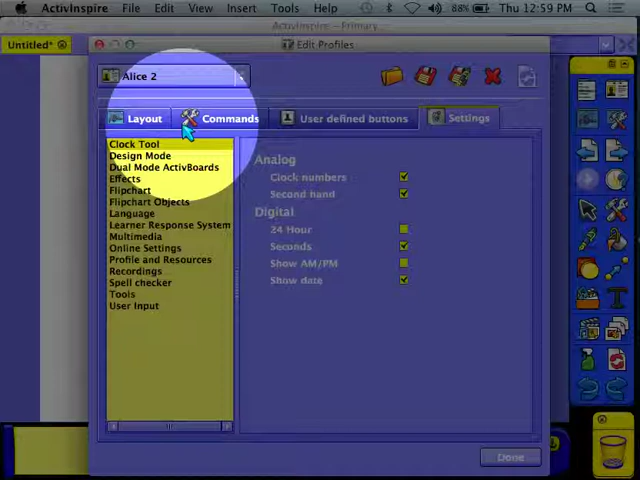 ActivInspire File Edit View Insert Tools Help 88% Thu 12:59 PM
ActivInspire - Primary
Untitled*
Edit Profiles
Alice 2
Layout Commands User defined buttons Settings
Clock Tool
Design Mode
Dual Mode ActivBoards
Effects
Flipchart
Flipchart Objects
Language
Learner Response System
Multimedia
Online Settings
Profile and Resources
Recordings
Spell checker
Tools
User Input
Analog
Clock numbers
Second hand
Digital
24 Hour
Seconds
Show AM/PM
Show date
Done